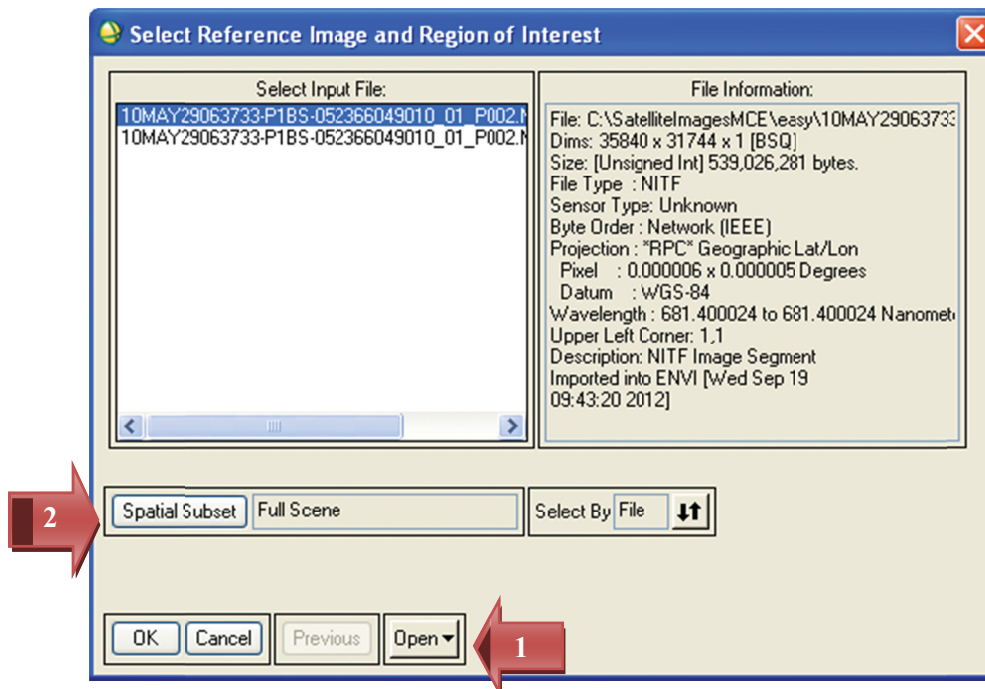 Select Reference Image and Region of Interest
Select Input File:
10MAY29063733-P1BS-052366049010_01_P002.N
10MAY29063733-P1BS-052366049010_01_P002.N
File Information:
File: C:\SatelliteImagesMCE\easy\10MAY29063733
Dims: 35840 x 31744 x 1 [BSQ]
Size: [Unsigned Int] 539,026,281 bytes.
File Type : NITF
Sensor Type: Unknown
Byte Order : Network (IEEE)
Projection : *RPC* Geographic Lat/Lon
Pixel : 0.000006 x 0.000005 Degrees
Datum : WGS-84
Wavelength : 681.400024 to 681.400024 Nanomet
Upper Left Corner: 1,1
Description: NITF Image Segment
Imported into ENVI [Wed Sep 19
09:43:20 2012]
2
Spatial Subset Full Scene
Select By File
OK Cancel Previous Open
1